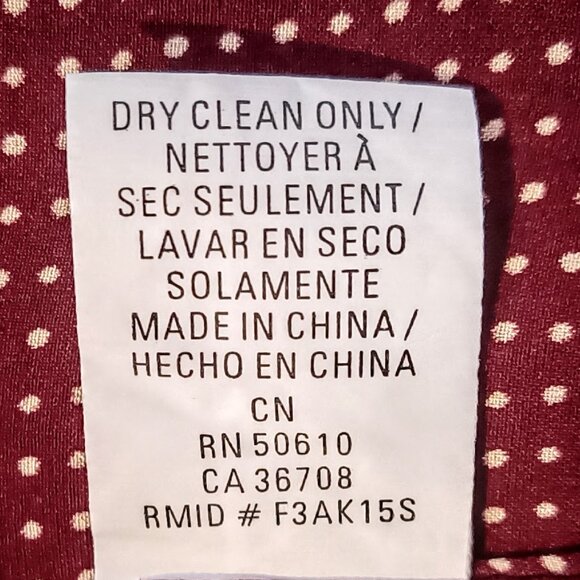 DRY CLEAN ONLY /
NETTOYER À
SEC SEULEMENT /
LAVAR EN SECO
SOLAMENTE
MADE IN CHINA /
HECHO EN CHINA
CN
RN 50610
CA 36708
RMID # F3AK15S